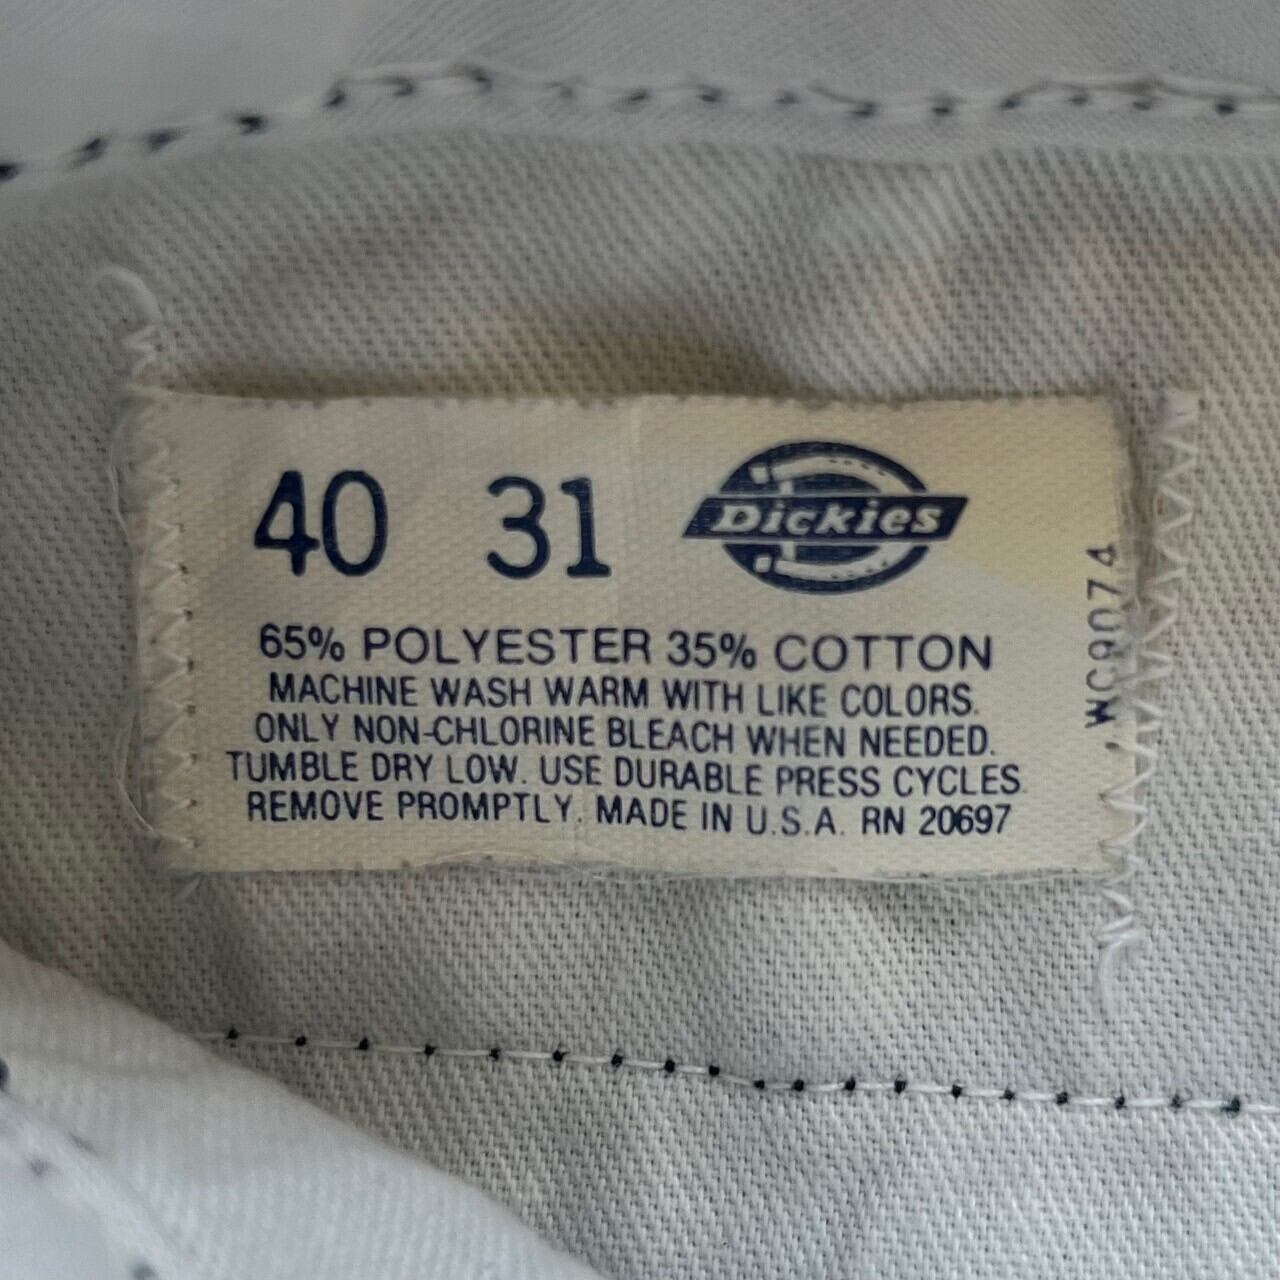 40 31 Dickies
65% POLYESTER 35% COTTON
MACHINE WASH WARM WITH LIKE COLORS.
ONLY NON-CHLORINE BLEACH WHEN NEEDED.
TUMBLE DRY LOW. USE DURABLE PRESS CYCLES.
REMOVE PROMPTLY. MADE IN U.S.A. RN 20697
WC9074